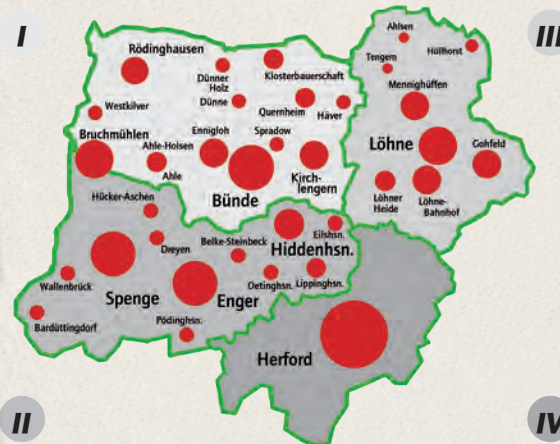 I
III
Ahlsen
Hüllhorst
Tengern
Mennighüffen
Rödinghausen
Dünner
Holz
Klosterbauerschaft
Dünne
Quernheim
Häver
Westkilver
Bruchmühlen
Ennigloh
Spradow
Ahle-Holsen
Ahle
Kirch-
lengern
Bünde
Löhne
Gohfeld
Löhner
Heide
Löhne-
Bahnhof
Hücker-Aschen
Dreyen
Belke-Steinbeck
Hiddenhsn.
Eilshsn.
Wallenbrück
Spenge
Enger
Oetinghsn.
Lippinghsn.
Bardüttingdorf
Pödinghsn.
Herford
II
IV